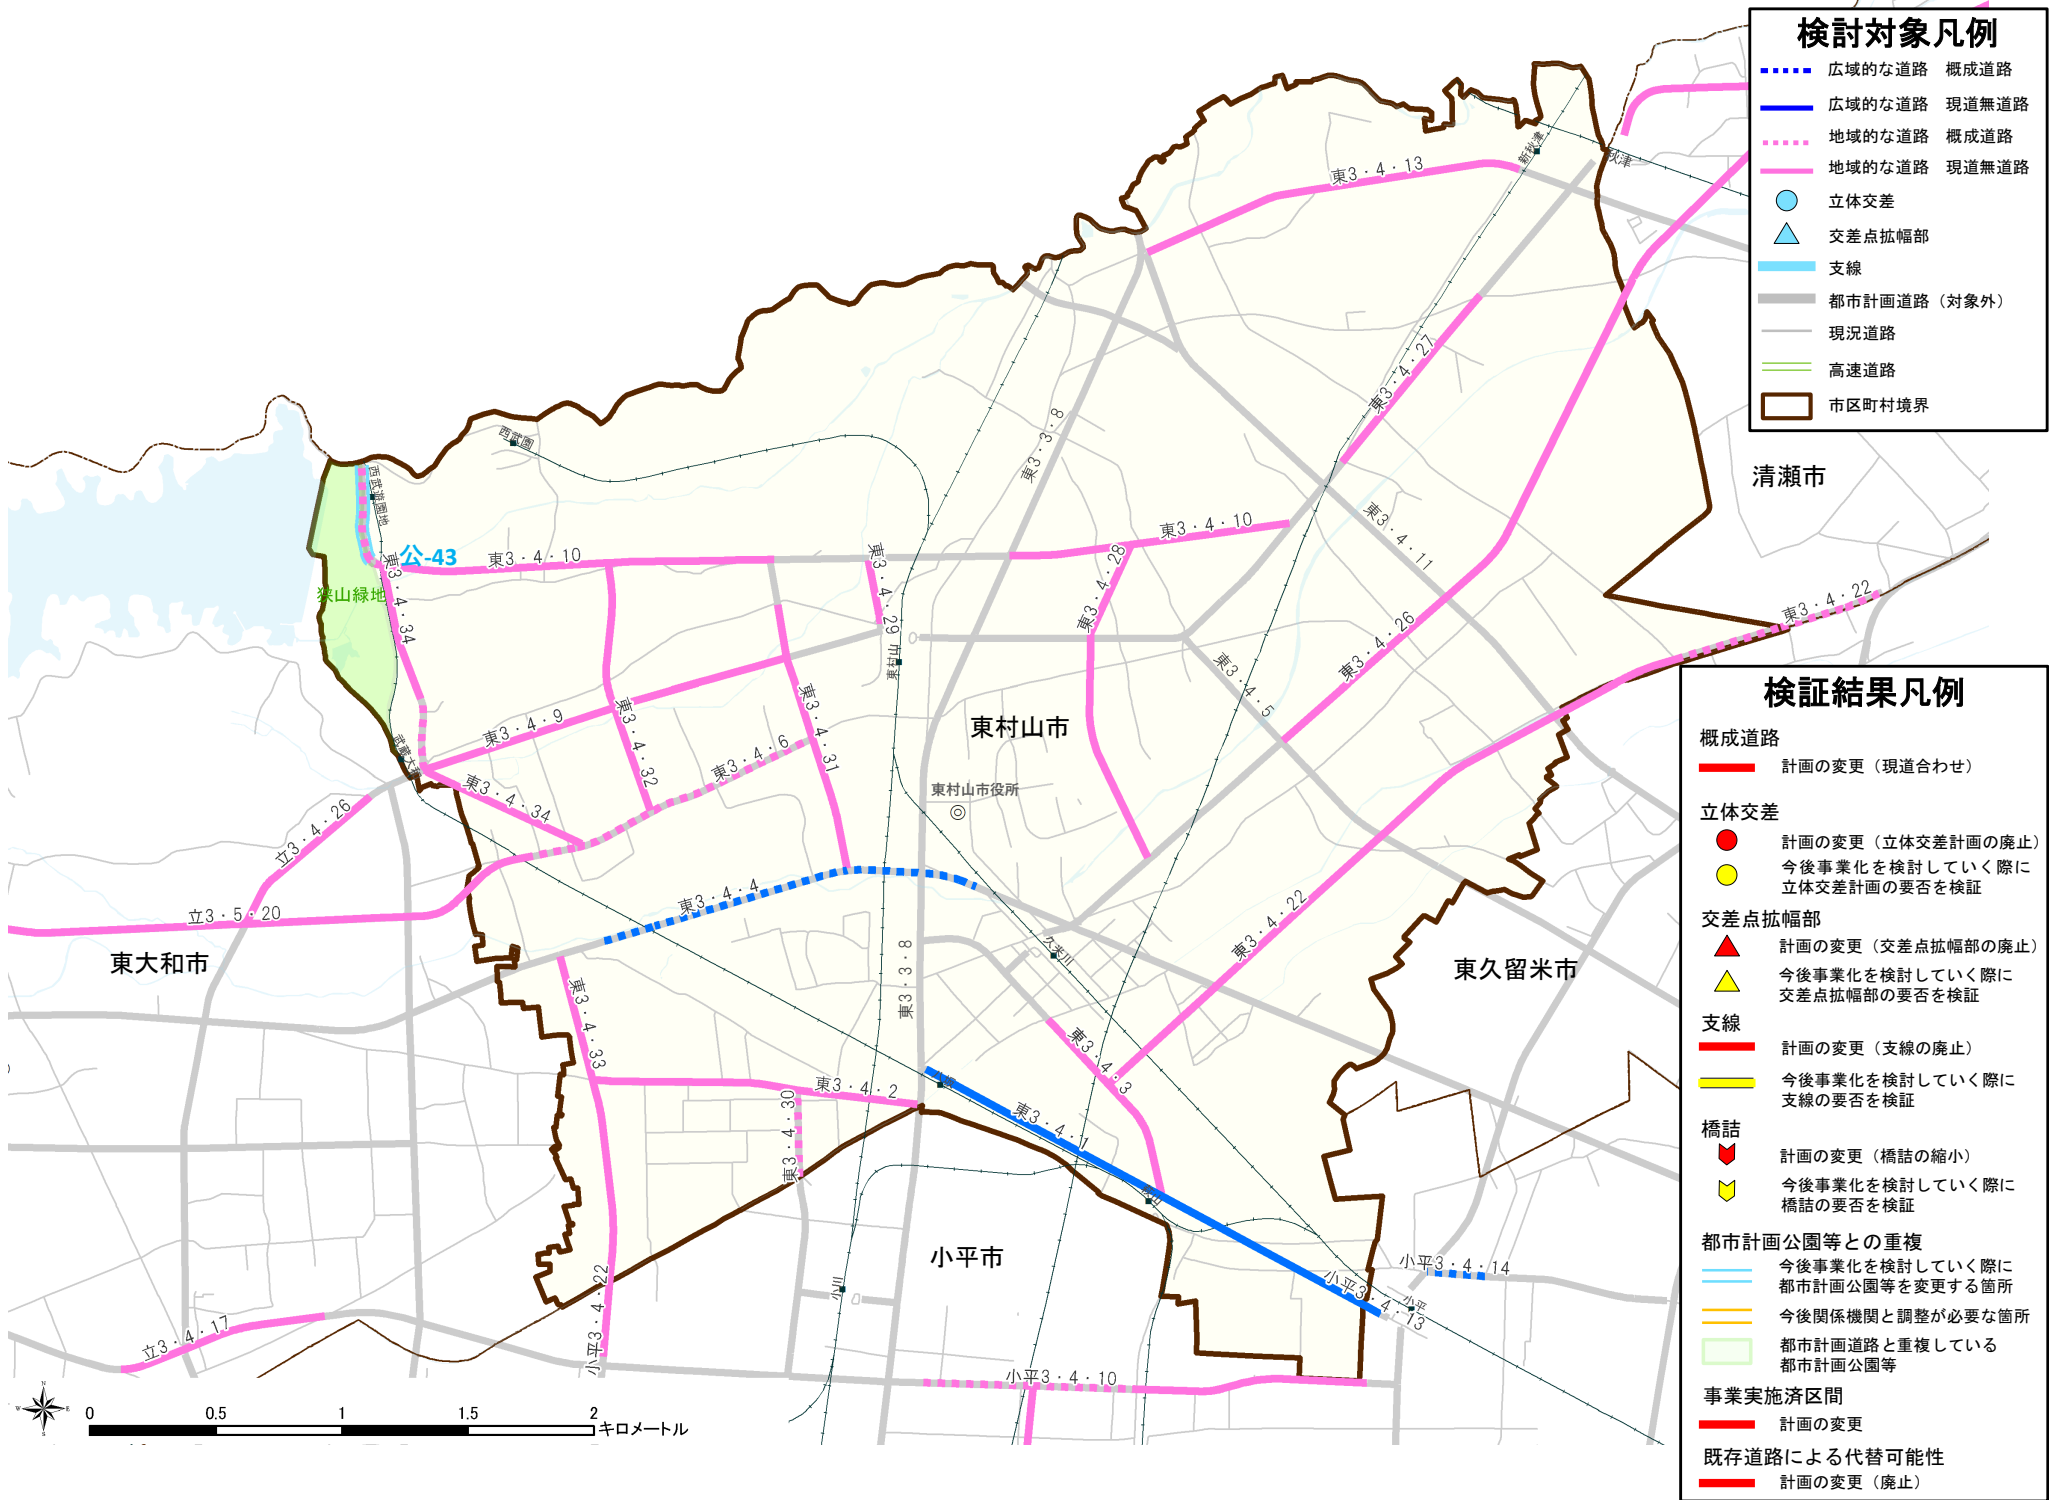 検討対象凡例
広域的な道路　概成道路
広域的な道路　現道無道路
地域的な道路　概成道路
地域的な道路　現道無道路
立体交差
交差点拡幅部
支線
都市計画道路（対象外）
現況道路
高速道路
市区町村境界
新秋津
秋津
東3・4・13
東3・4・27
東3・3・8
西武園
清瀬市
西武遊園地
公-43
東3・4・10
東3・4・10
東3・4・11
東3・4・28
東3・4・29
東3・4・34
狭山緑地
東3・4・22
東3・4・26
東村山
東3・4・5
東3・4・9
東3・4・32
東3・4・31
東3・4・6
東村山市
武蔵大和
東3・4・34
東村山市役所
立3・4・26
東3・4・4
立3・5・20
東大和市
東3・3・8
久米川
東3・4・22
東久留米市
東3・4・33
東3・4・3
東3・4・2
東3・4・30
東3・4・1
小平市
小川
小平3・4・22
小平3・4・14
小平
小平3・4・13
立3・4・17
小平3・4・10
N
W
E
S
0
0.5
1
1.5
2
キロメートル
検証結果凡例
概成道路
計画の変更（現道合わせ）
立体交差
計画の変更（立体交差計画の廃止）
今後事業化を検討していく際に
立体交差計画の要否を検証
交差点拡幅部
計画の変更（交差点拡幅部の廃止）
今後事業化を検討していく際に
交差点拡幅部の要否を検証
支線
計画の変更（支線の廃止）
今後事業化を検討していく際に
支線の要否を検証
橋詰
計画の変更（橋詰の縮小）
今後事業化を検討していく際に
橋詰の要否を検証
都市計画公園等との重複
今後事業化を検討していく際に
都市計画公園等を変更する箇所
今後関係機関と調整が必要な箇所
都市計画道路と重複している
都市計画公園等
事業実施済区間
計画の変更
既存道路による代替可能性
計画の変更（廃止）